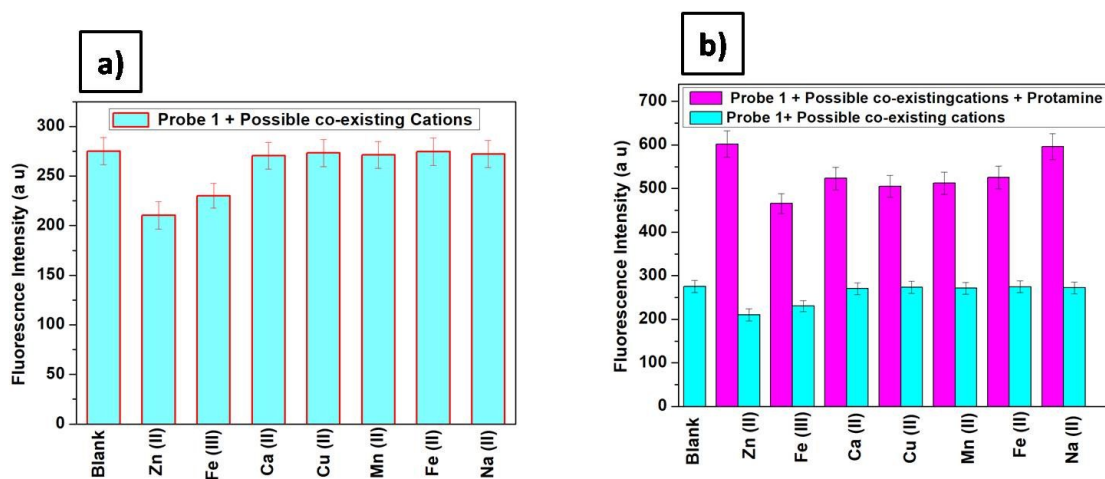 a)
Probe 1 + Possible co-existing Cations
Fluorescnce Intensity (a u)
300
250
200
150
100
50
0
Blank
Zn (II)
Fe (III)
Ca (II)
Cu (II)
Mn (II)
Fe (II)
Na (II)
b)
Probe 1 + Possible co-existingcations + Protamine
Probe 1+ Possible co-existing cations
Fluorescence Intensity (a u)
700
600
500
400
300
200
100
0
Blank
Zn (II)
Fe (III)
Ca (II)
Cu (II)
Mn (II)
Fe (II)
Na (II)